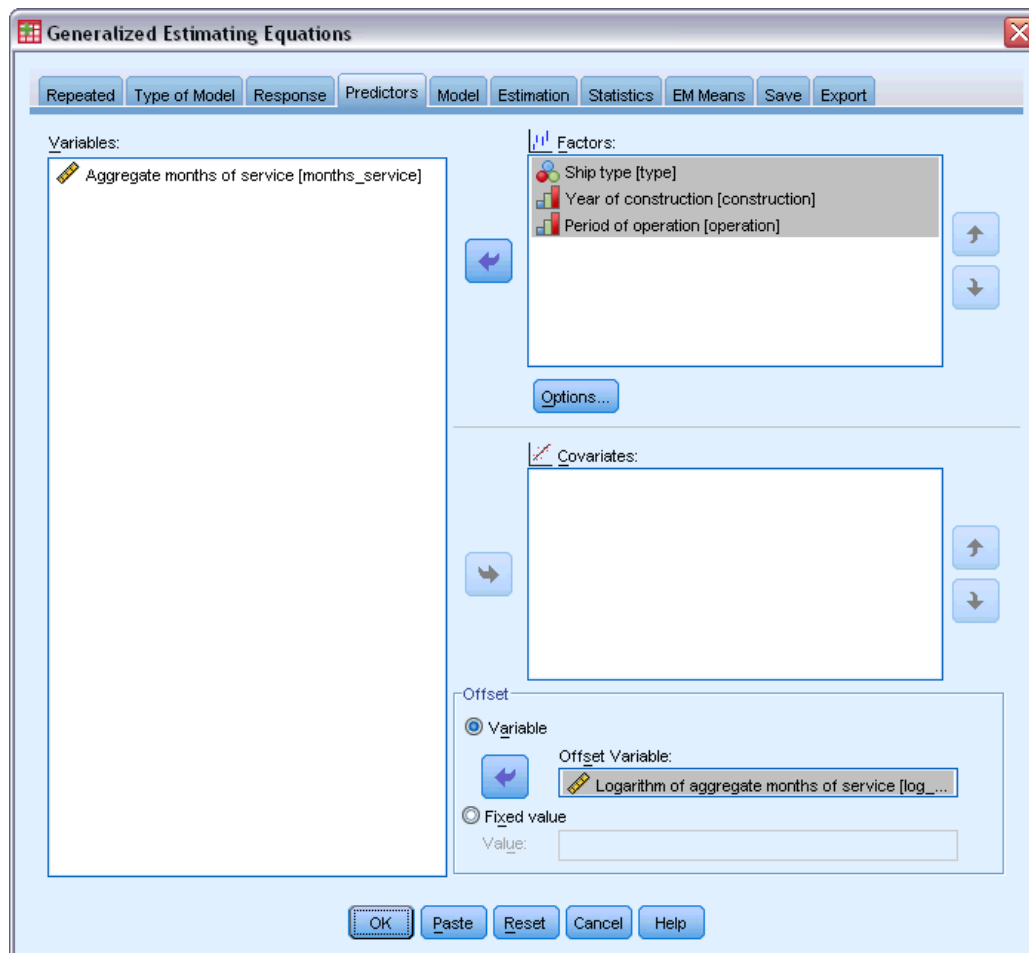 Generalized Estimating Equations
Repeated Type of Model Response Predictors Model Estimation Statistics EM Means Save Export
Variables:
Aggregate months of service [months_service]
Factors:
Ship type [type]
Year of construction [construction]
Period of operation [operation]
Options...
Covariates:
Offset
Variable
Offset Variable:
Logarithm of aggregate months of service [log_...
Fixed value
Value:
OK Paste Reset Cancel Help